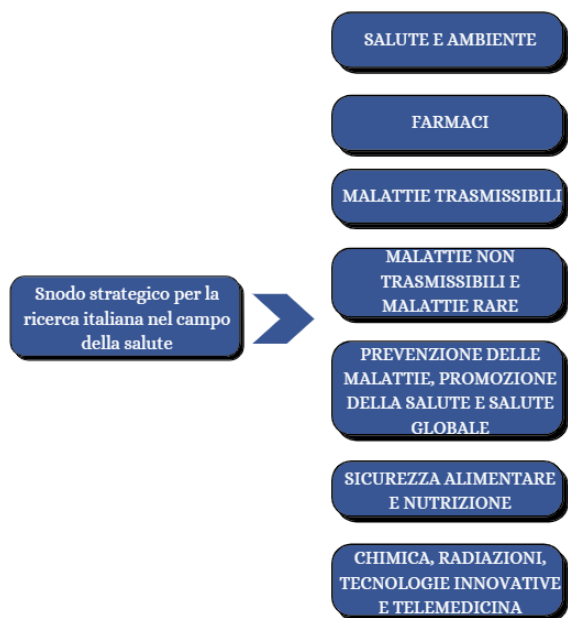 Snodo strategico per la
ricerca italiana nel campo
della salute
SALUTE E AMBIENTE
FARMACI
MALATTIE TRASMISSIBILI
MALATTIE NON
TRASMISSIBILI E
MALATTIE RARE
PREVENZIONE DELLE
MALATTIE, PROMOZIONE
DELLA SALUTE E SALUTE
GLOBALE
SICUREZZA ALIMENTARE
E NUTRIZIONE
CHIMICA, RADIAZIONI,
TECNOLOGIE INNOVATIVE
E TELEMEDICINA